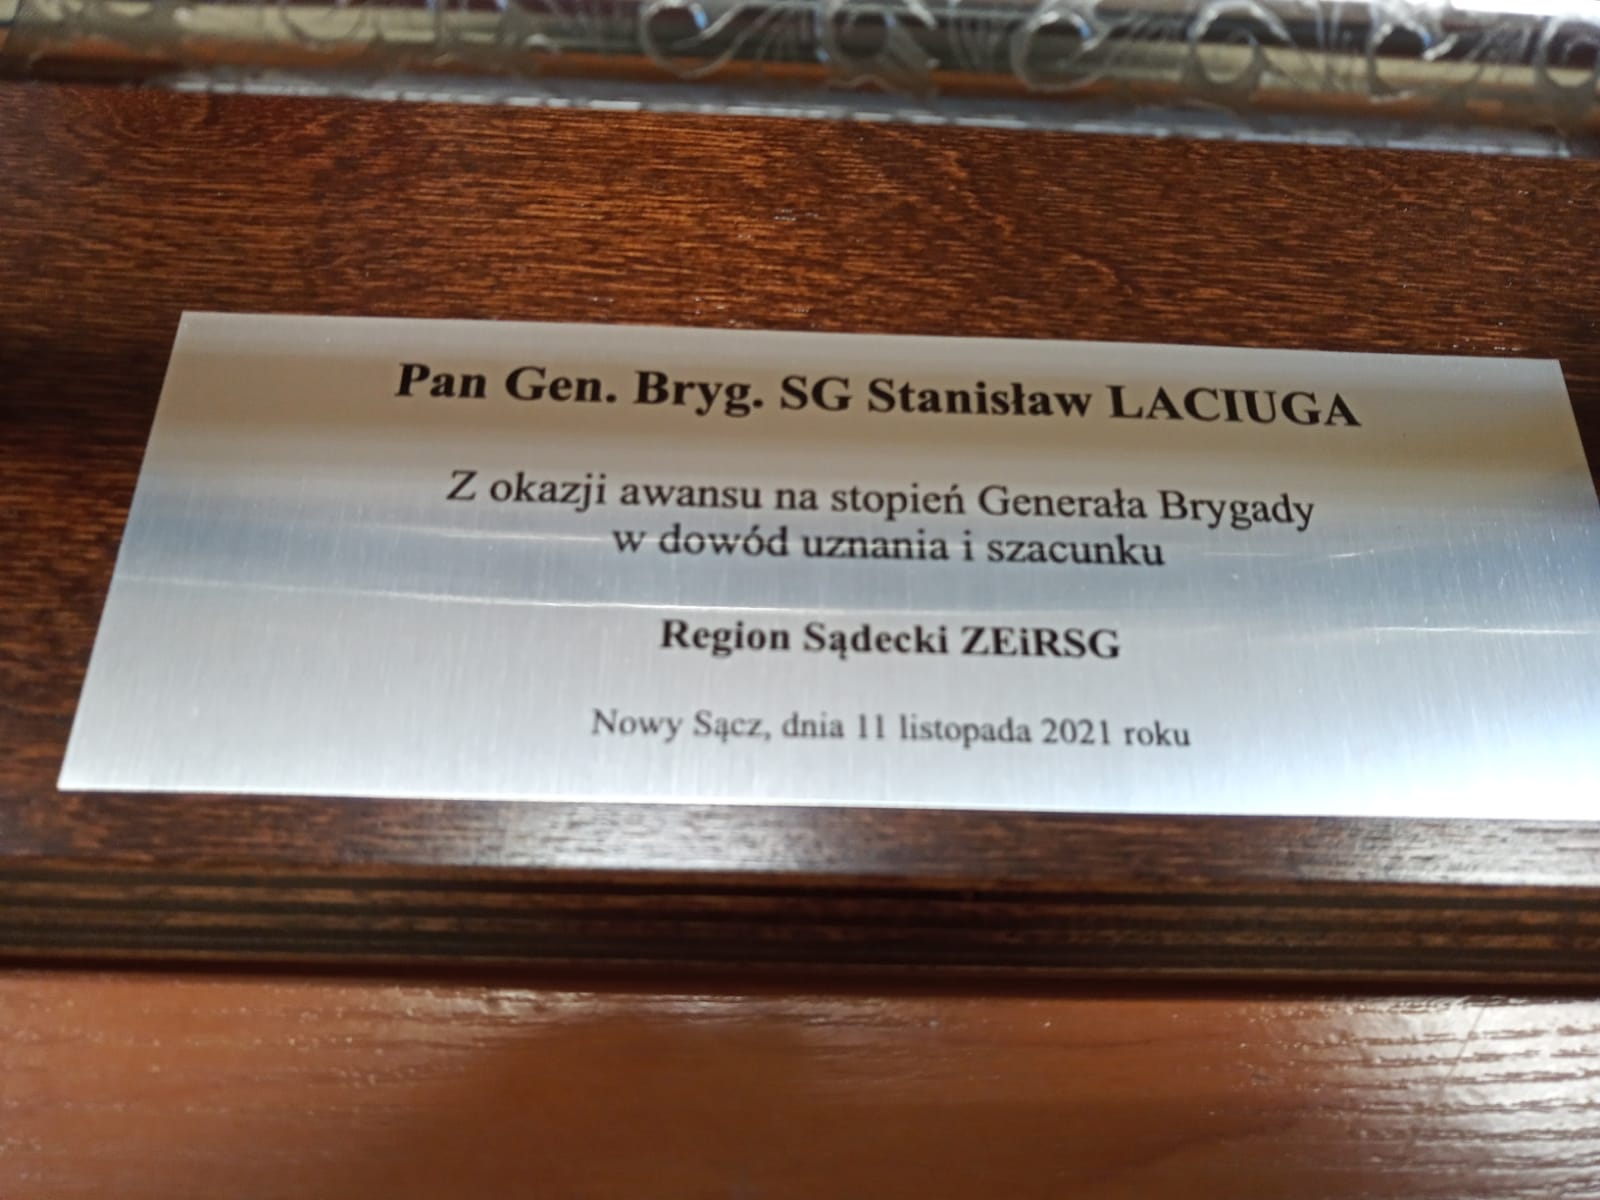 Pan Gen. Bryg. SG Stanisław LACIUGA
Z okazji awansu na stopień Generała Brygady
w dowód uznania i szacunku
Region Sądecki ZEiRSG
Nowy Sącz, dnia 11 listopada 2021 roku